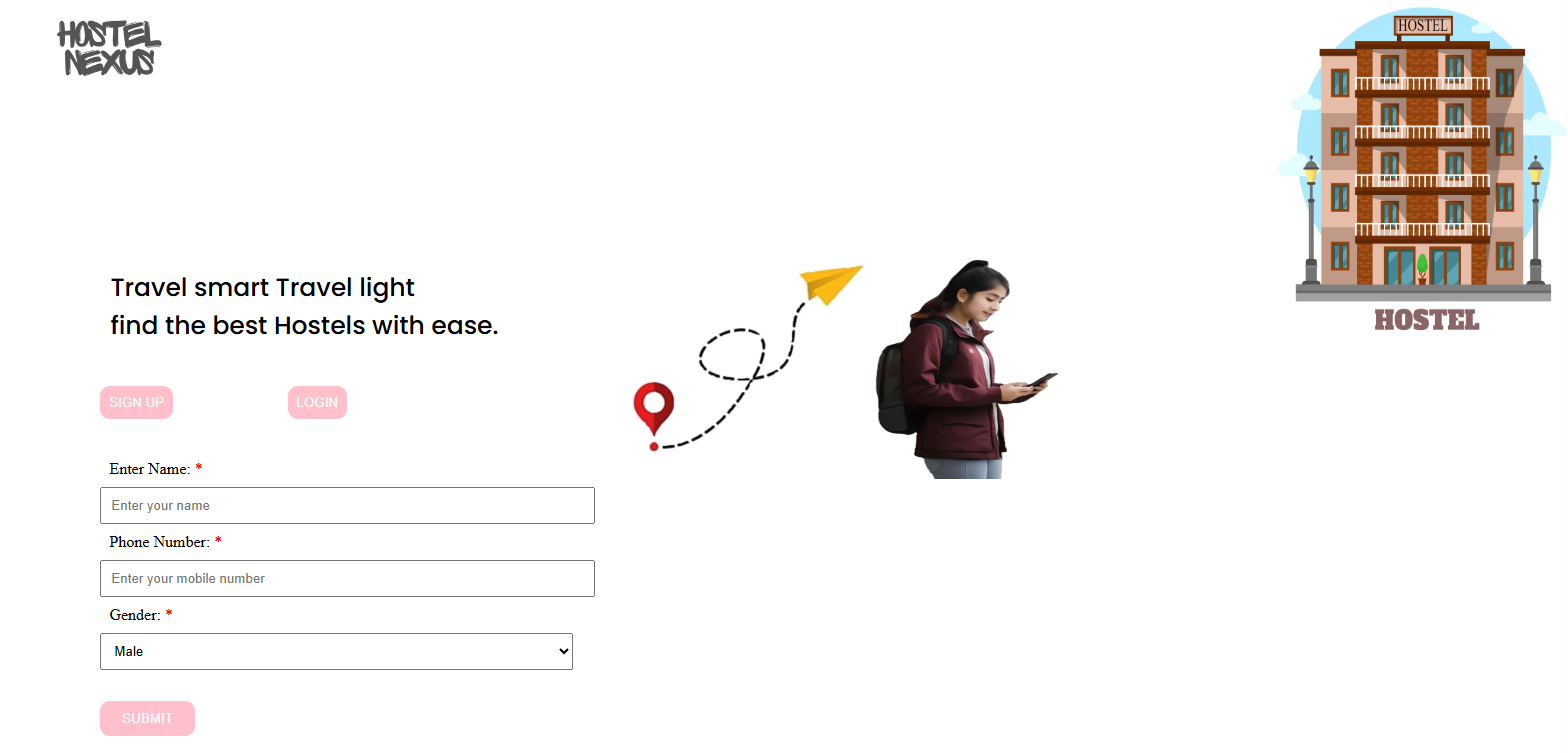 HOSTEL
NEXUS
HOSTEL
HOSTEL
Travel smart Travel light
find the best Hostels with ease.
SIGN UP
LOGIN
Enter Name: *
Enter your name
Phone Number: *
Enter your mobile number
Gender: *
Male
SUBMIT